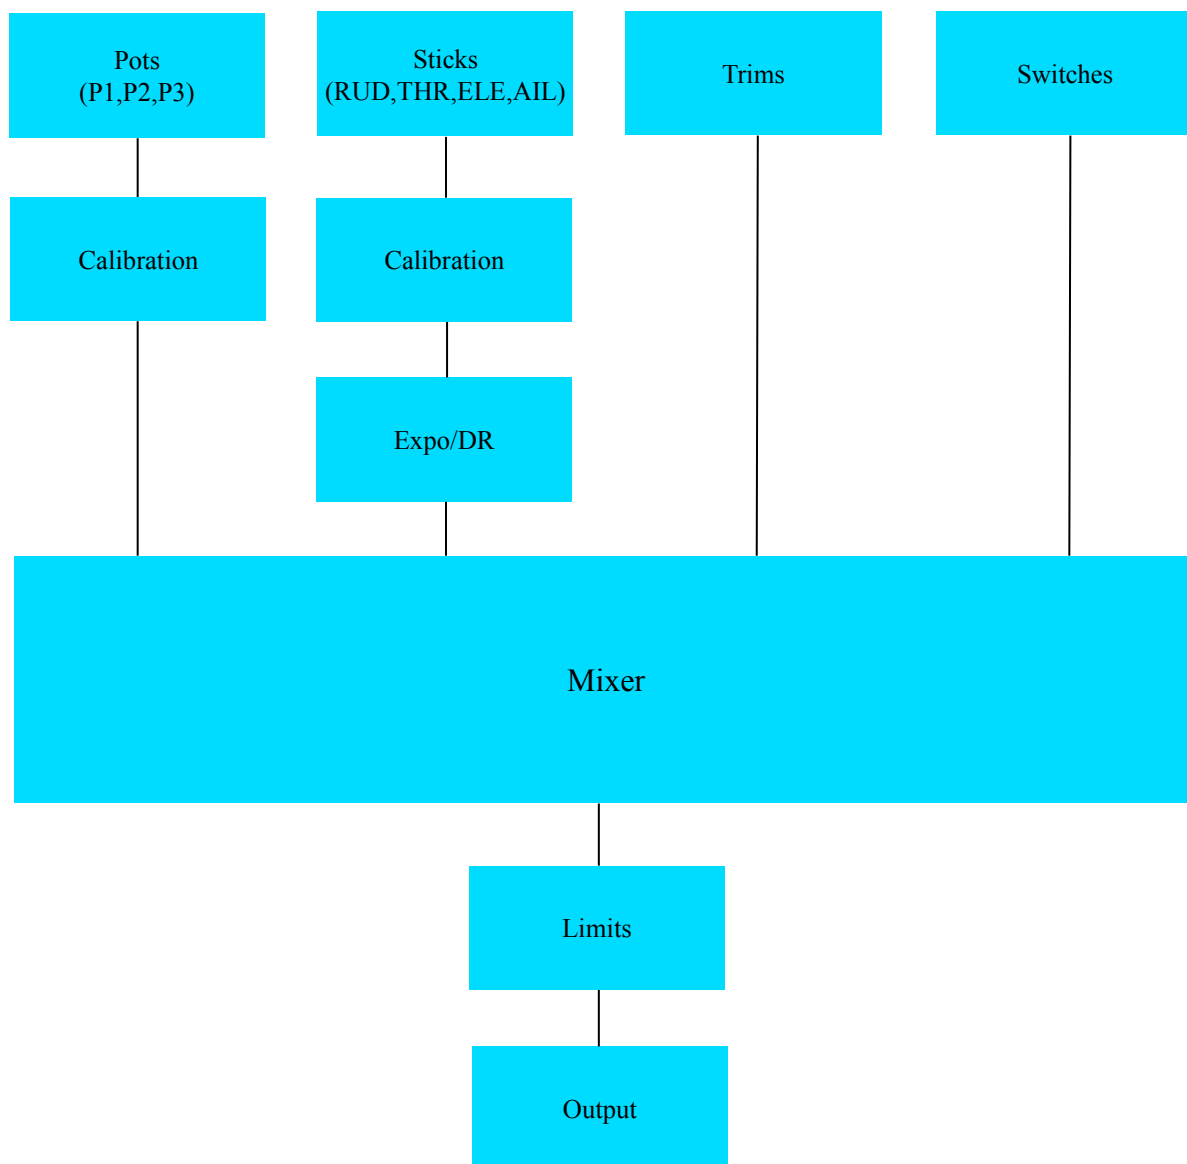 Pots
(P1,P2,P3)
Sticks
(RUD,THR,ELE,AIL)
Trims
Switches
Calibration
Calibration
Expo/DR
Mixer
Limits
Output